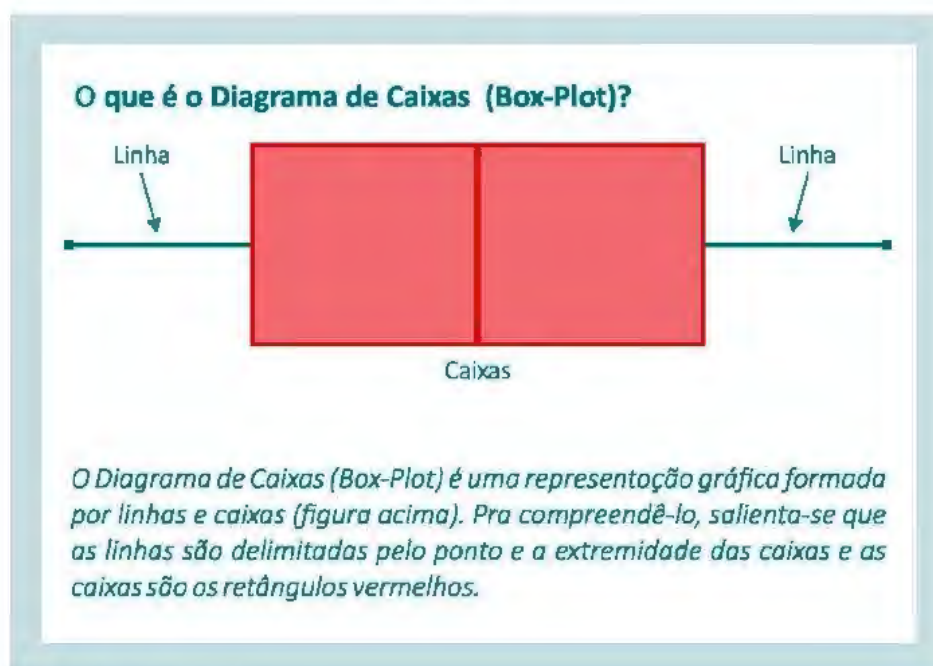 O que é o Diagrama de Caixas (Box-Plot)?
Linha
Linha
Caixas
O Diagrama de Caixas (Box-Plot) é uma representação gráfica formada
por linhas e caixas (figura acima). Pra compreendê-lo, salienta-se que
as linhas são delimitadas pelo ponto e a extremidade das caixas e as
caixas são os retângulos vermelhos.